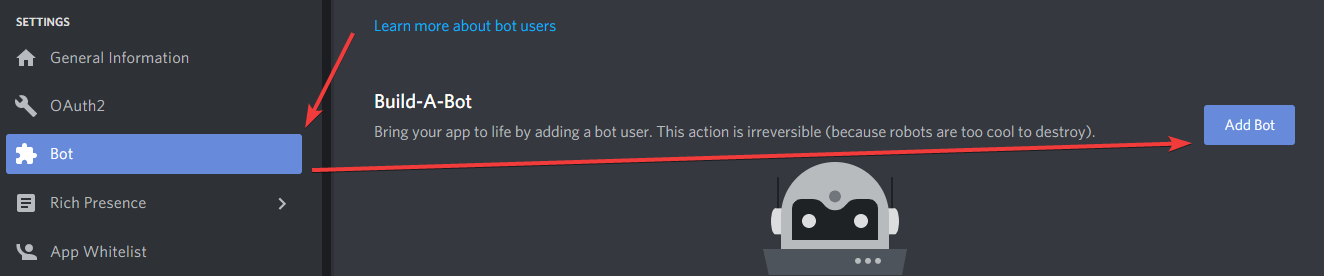 SETTINGS
General Information
OAuth2
Bot
Rich Presence
App Whitelist
Learn more about bot users
Build-A-Bot
Bring your app to life by adding a bot user. This action is irreversible (because robots are too cool to destroy).
Add Bot